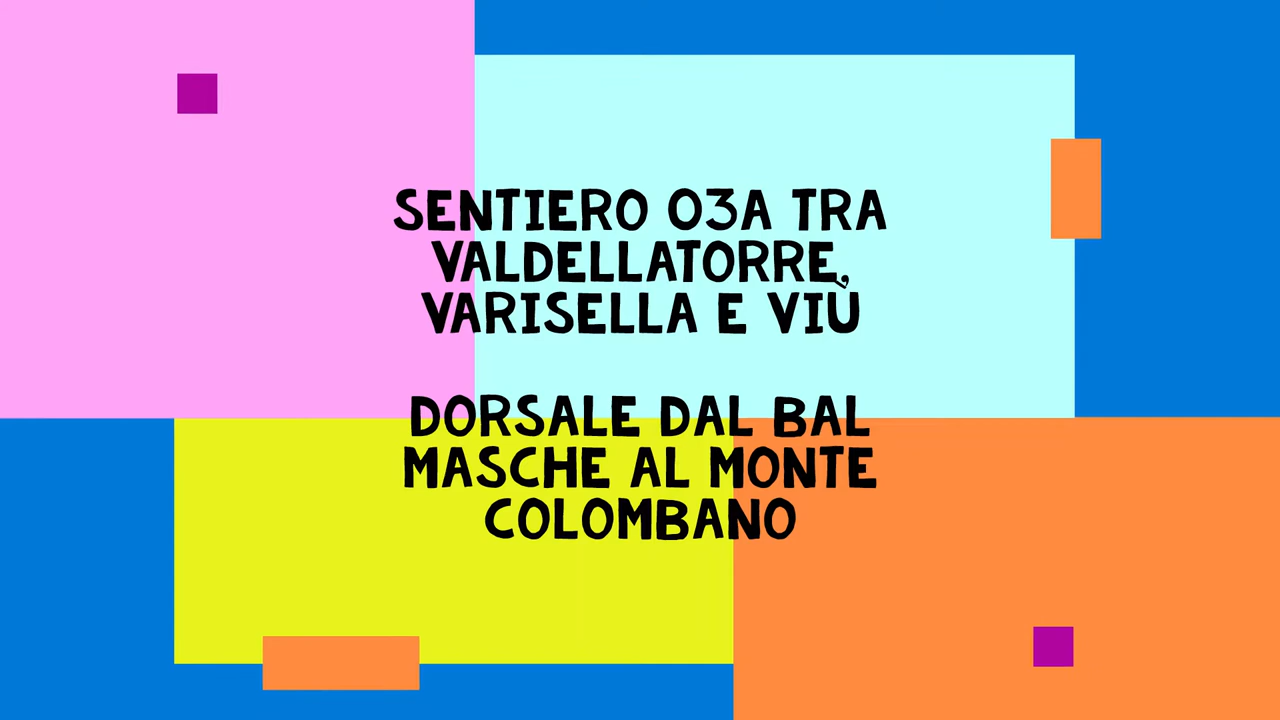 SENTIERO 03A TRA
VALDELLATORRE,
VARISELLA E VIÙ
DORSALE DAL BAL
MASCHE AL MONTE
COLOMBANO